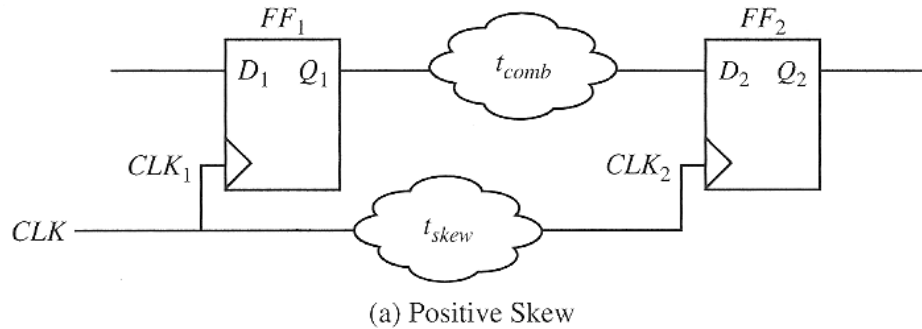 FF1 FF2
D1 Q1 tcomb D2 Q2
CLK1 CLK2
CLK tskew
(a) Positive Skew